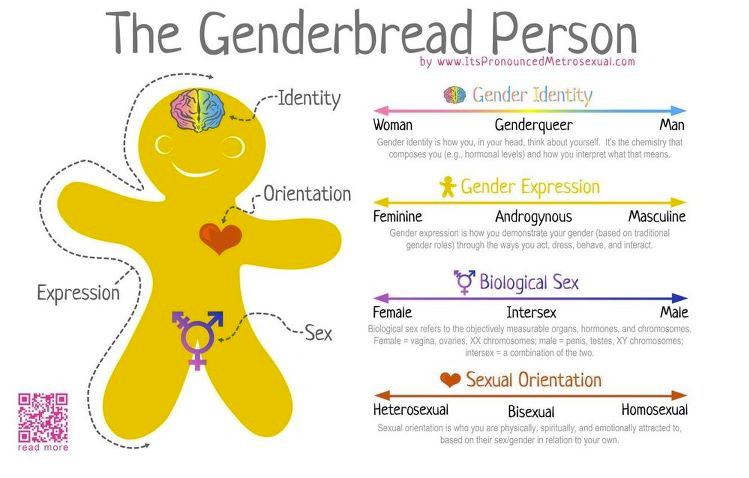 The Genderbread Person
by www.ItsPronouncedMetrosexual.com
Identity
Orientation
Expression
Sex
read more
Gender Identity
Woman Genderqueer Man
Gender identity is how you, in your head, think about yourself. It's the chemistry that
composes you (e.g., hormonal levels) and how you interpret what that means.
Gender Expression
Feminine Androgynous Masculine
Gender expression is how you demonstrate your gender (based on traditional
gender roles) through the ways you act, dress, behave, and interact.
Biological Sex
Female Intersex Male
Biological sex refers to the objectively measurable organs, hormones, and chromosomes.
Female = vagina, ovaries, XX chromosomes; male = penis, testes, XY chromosomes;
intersex = a combination of the two.
Sexual Orientation
Heterosexual Bisexual Homosexual
Sexual orientation is who you are physically, spiritually, and emotionally attracted to,
based on their sex/gender in relation to your own.